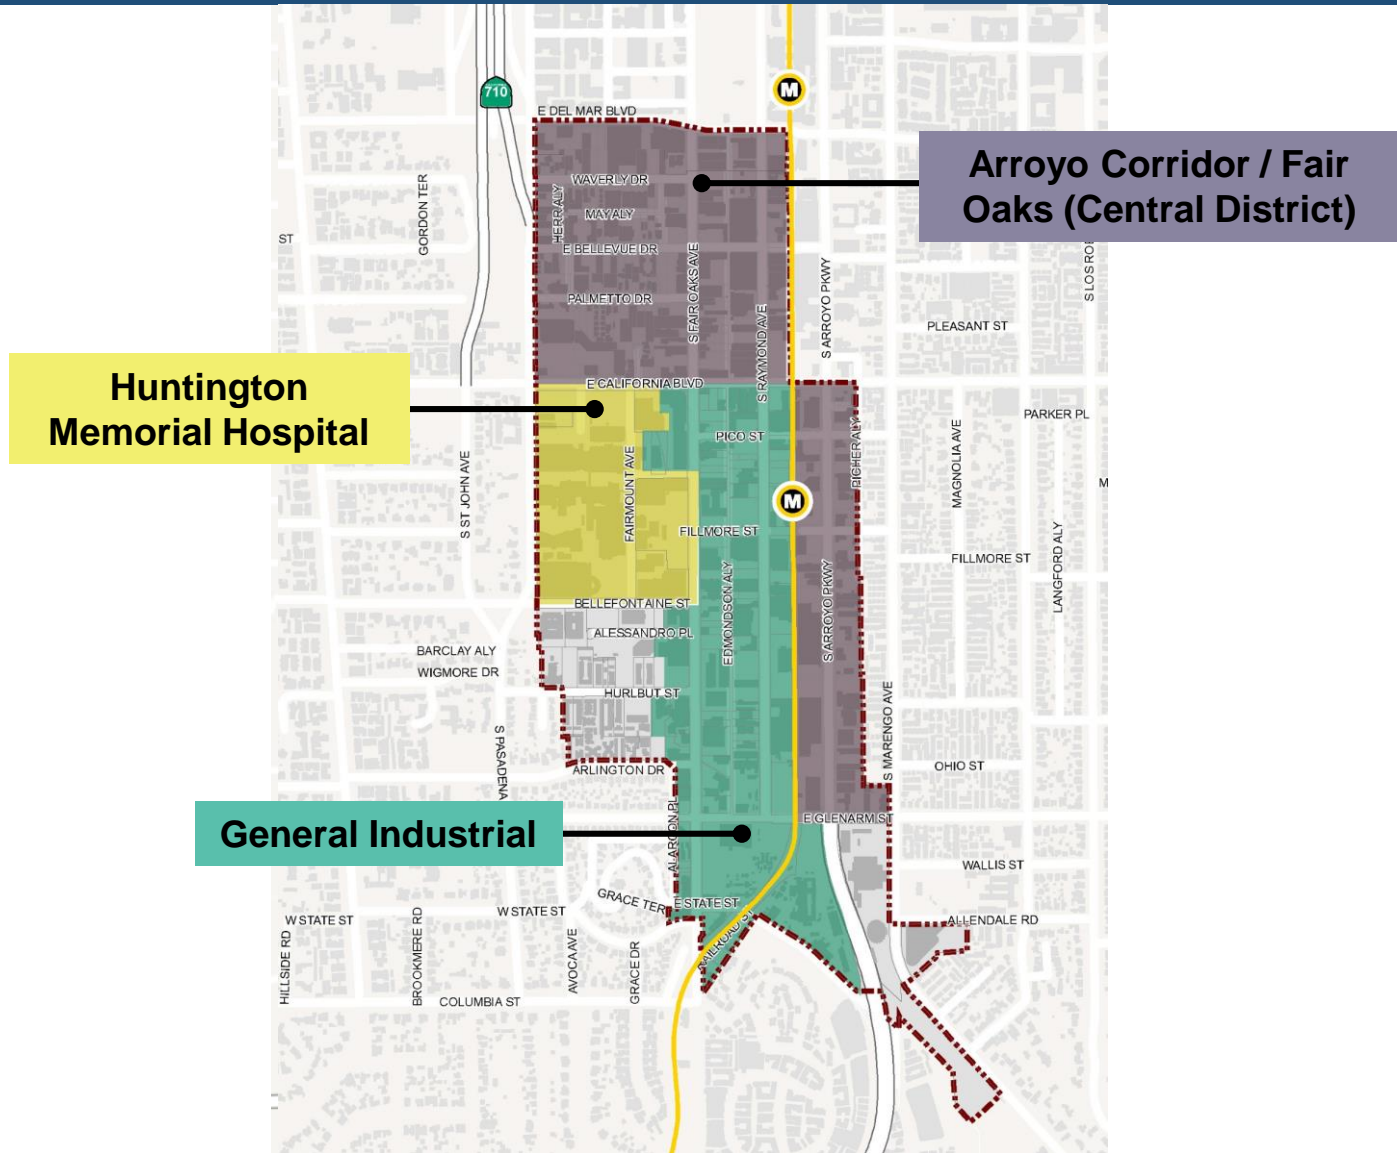 710
M
E DEL MAR BLVD
Arroyo Corridor / Fair
Oaks (Central District)
WAVERLY DR
HERR ALY
GORDON TER
MAY ALY
ST
E BELLEVUE DR
S FAIR OAKS AVE
S ARROYO PKWY
PALMETTO DR
S RAYMOND AVE
PLEASANT ST
Huntington
Memorial Hospital
E CALIFORNIA BLVD
PICO ST
PICHER ALY
PARKER PL
MAGNOLIA AVE
S ST JOHN AVE
FAIRMOUNT AVE
M
M
FILLMORE ST
FILLMORE ST
LANGFORD ALY
EDMONDSON ALY
S ARROYO PKWY
BELLEFONTAINE ST
ALESSANDRO PL
BARCLAY ALY
WIGMORE DR
HURLBUT ST
S MARENGO AVE
S PASADENA
ARLINGTON DR
OHIO ST
General Industrial
ALARCON PL
E GLENARM ST
WALLIS ST
GRACE TER
E STATE ST
W STATE ST
W STATE ST
ALLENDALE RD
RAILROAD ST
HILLSIDE RD
BROOKMERE RD
AVOCA AVE
GRACE DR
COLUMBIA ST